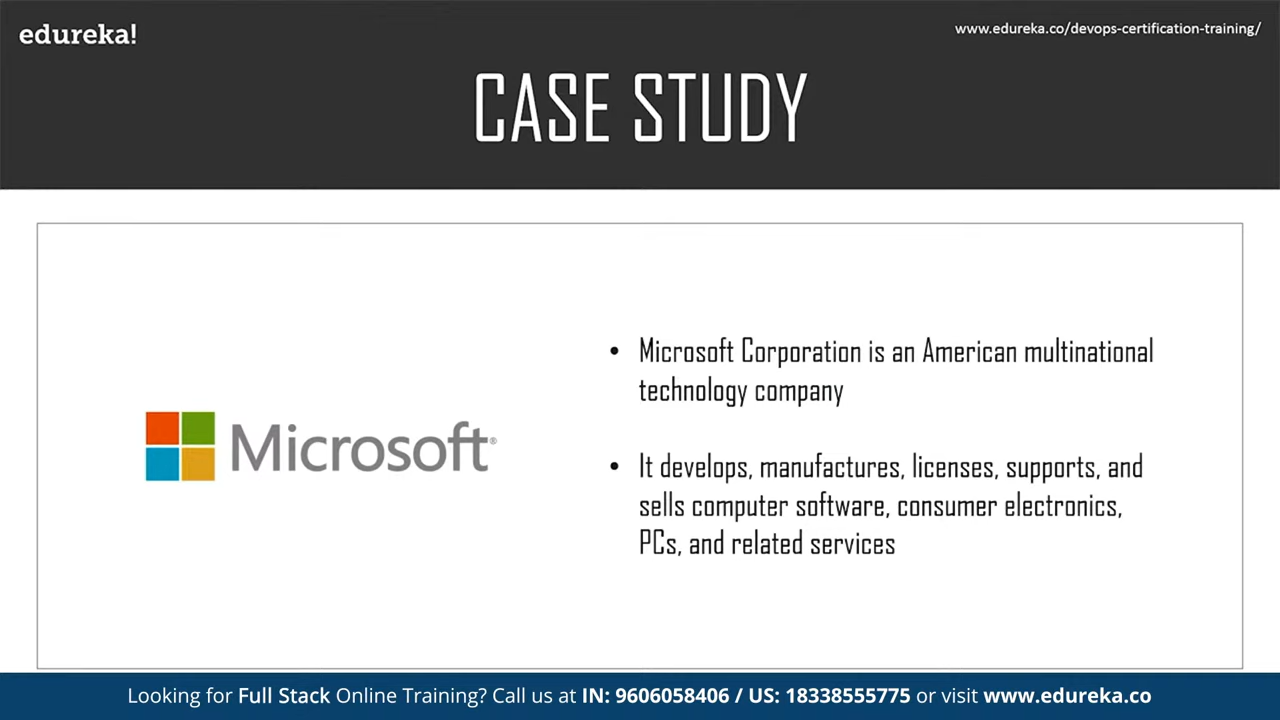 edureka!
www.edureka.co/devops-certification-training/
CASE STUDY
Microsoft®
• Microsoft Corporation is an American multinational
technology company
• It develops, manufactures, licenses, supports, and
sells computer software, consumer electronics,
PCs, and related services
Looking for Full Stack Online Training? Call us at IN: 9606058406 / US: 18338555775 or visit www.edureka.co